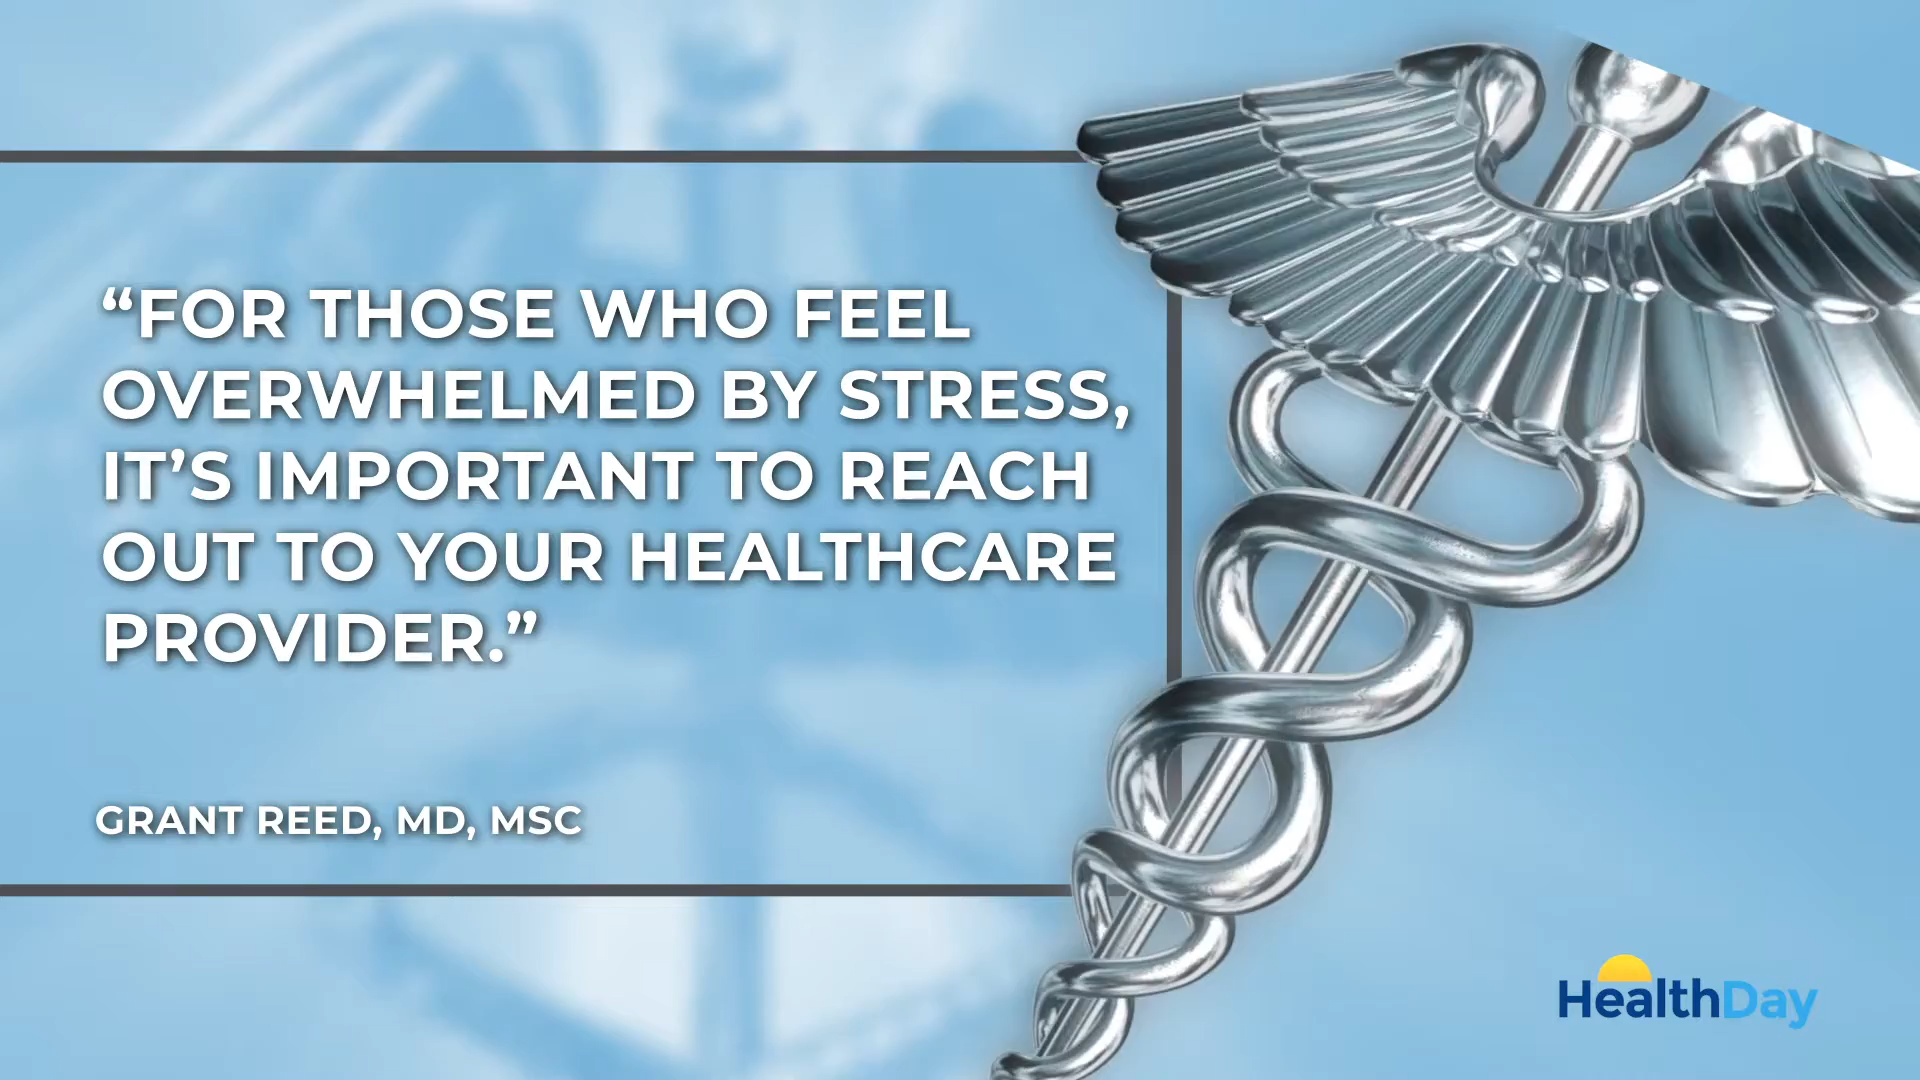 “FOR THOSE WHO FEEL
OVERWHELMED BY STRESS,
IT’S IMPORTANT TO REACH
OUT TO YOUR HEALTHCARE
PROVIDER.”
GRANT REED, MD, MSC
HealthDay